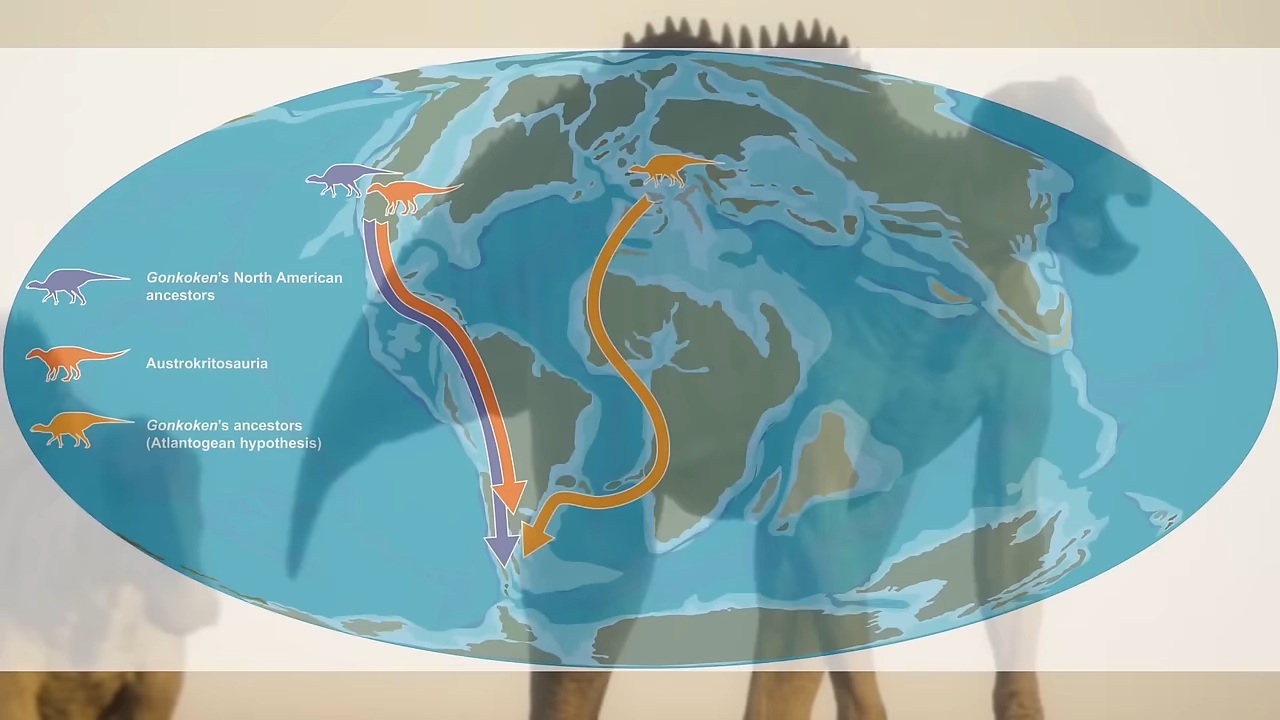 Gonkoken's North American
ancestors
Austrokritosauria
Gonkoken's ancestors
(Atlantogean hypothesis)